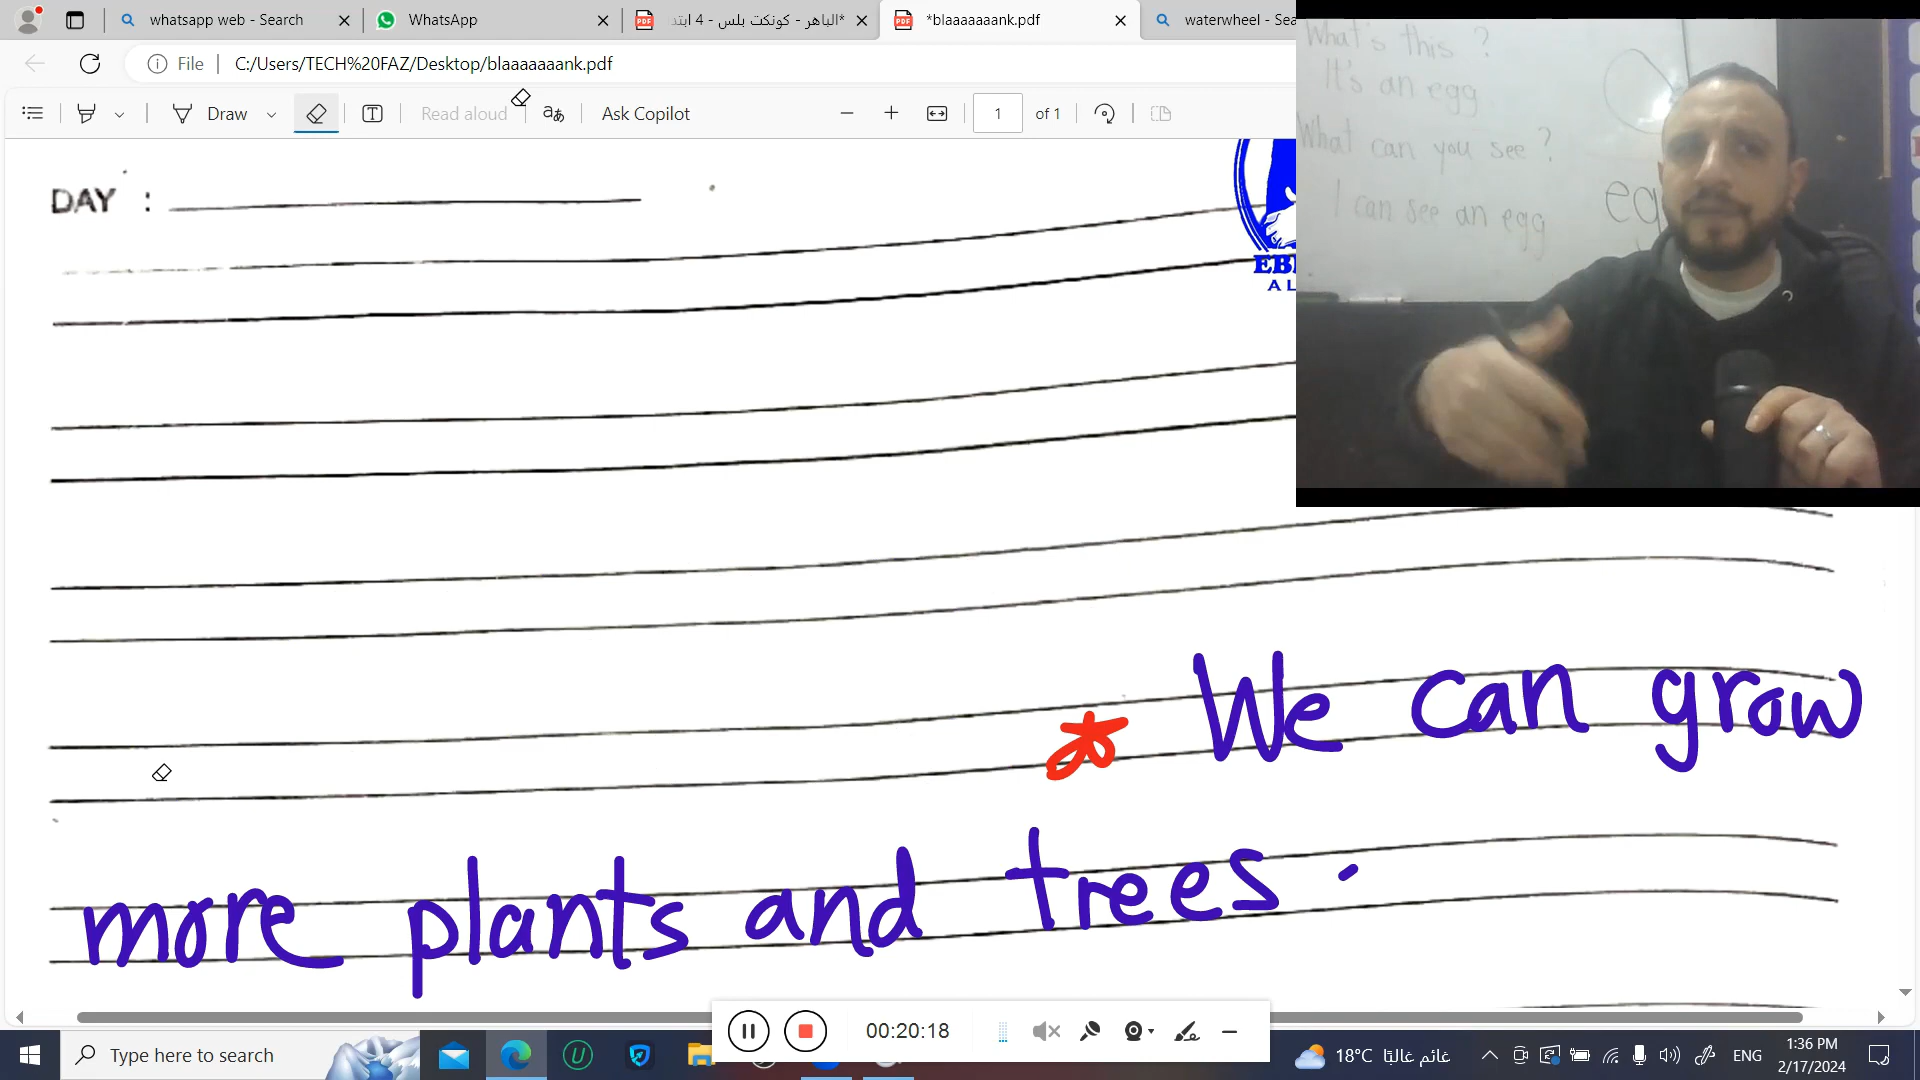 whatsapp web - Search
WhatsApp
*الباهر - كونكت بلس - 4 ابتد
*blaaaaaaank.pdf
waterwheel - Sea
File
C:/Users/TECH%20FAZ/Desktop/blaaaaaaank.pdf
Draw
Read aloud
Ask Copilot
1
of 1
What's this ?
It's an egg
What can you see ?
I can see an egg
DAY :
* We can grow
more plants and trees .
00:20:18
Type here to search
18°C غائم غالبًا
ENG
1:36 PM
2/17/2024